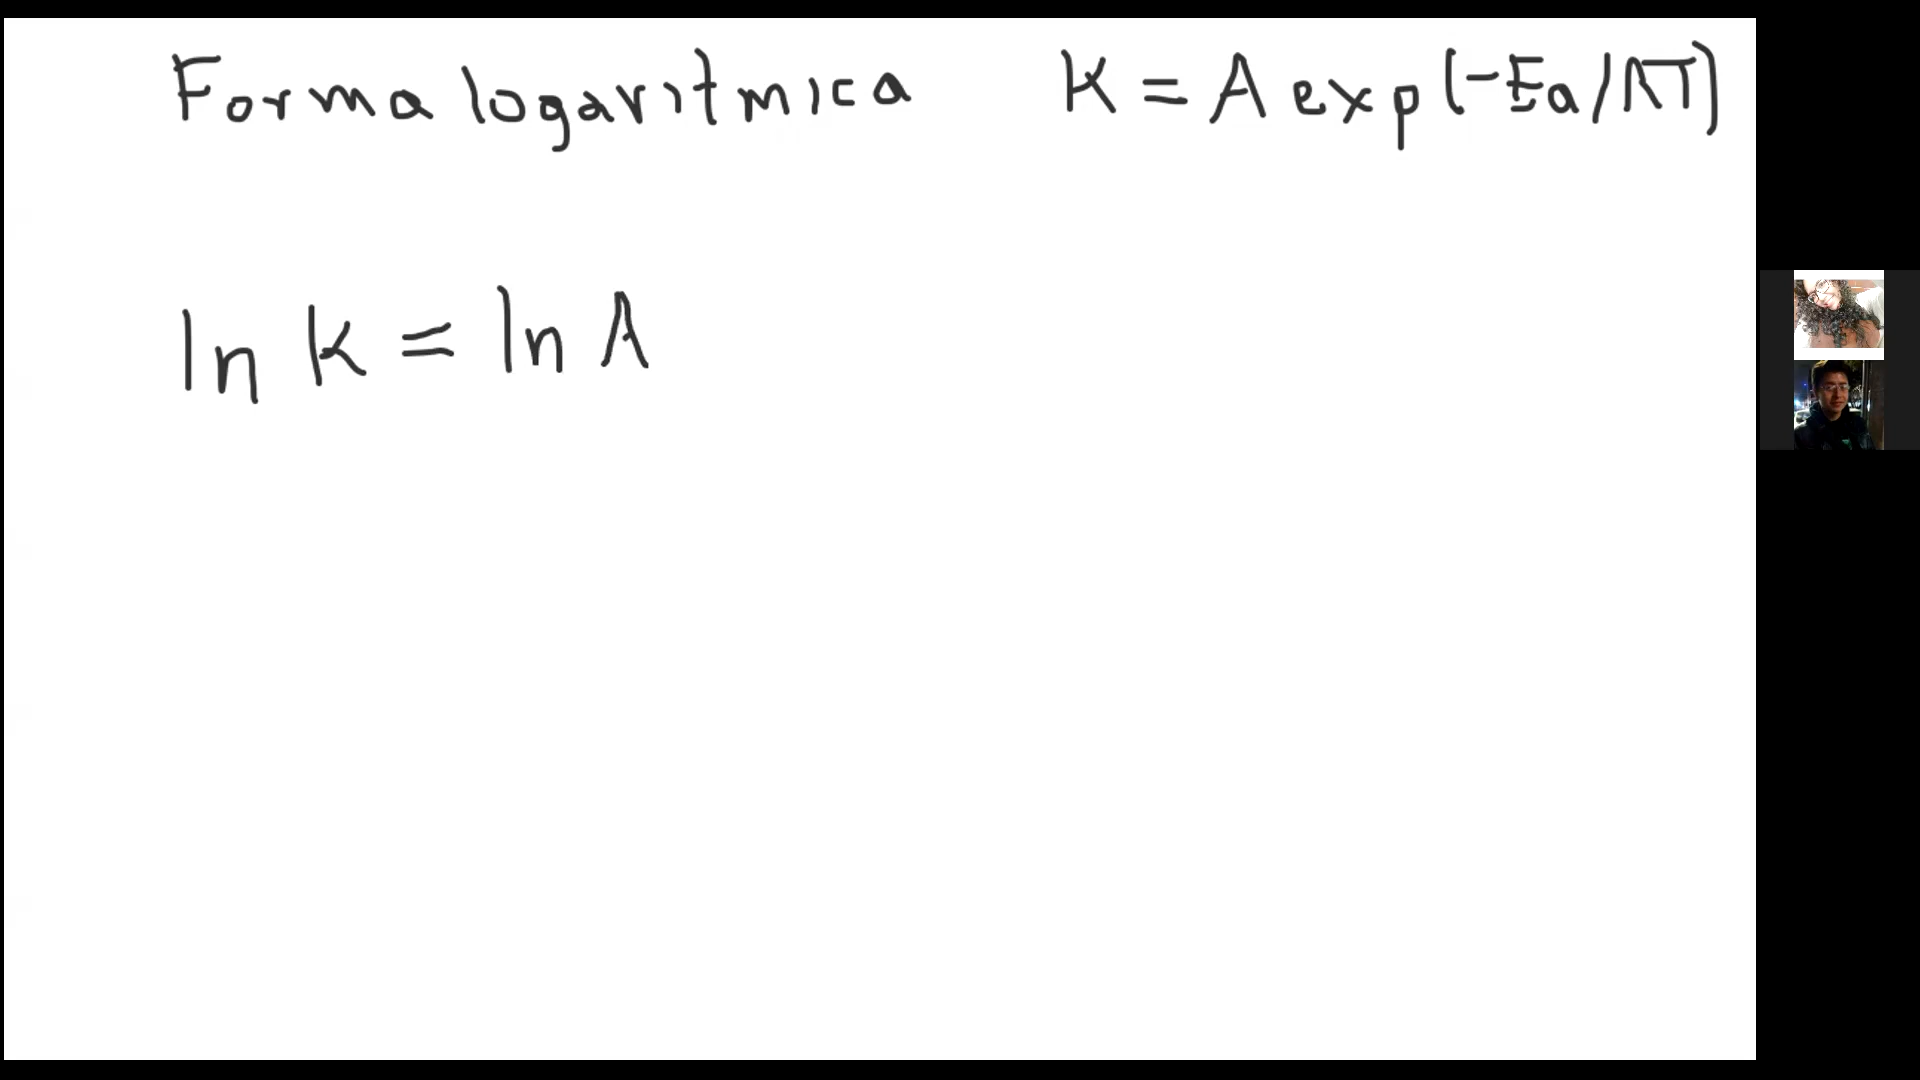 Forma logaritmica K = A exp(-Ea/RT)
ln K = ln A